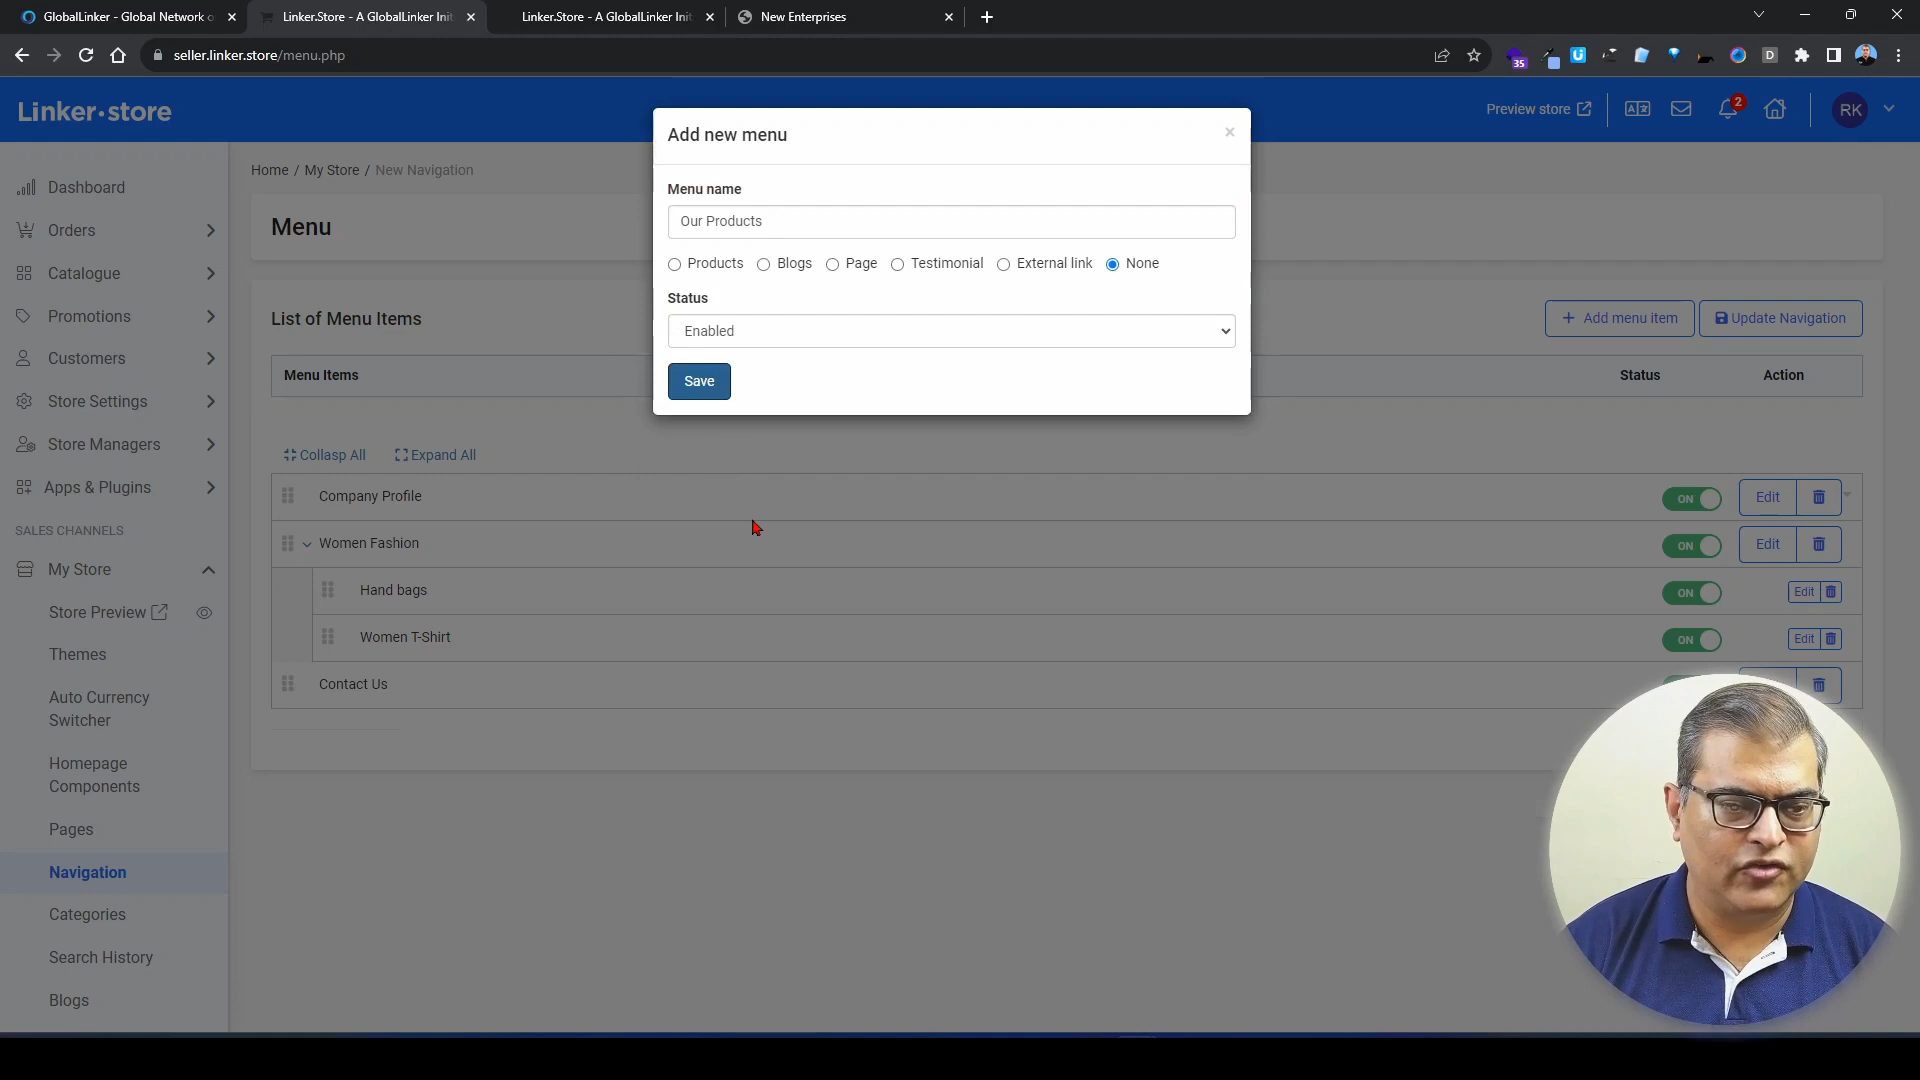 GlobalLinker - Global Network o
Linker.Store - A GlobalLinker Init
Linker.Store - A GlobalLinker Init
New Enterprises
seller.linker.store/menu.php
35
D
Linker·store
Preview store
2
RK
Add new menu
Menu name
Our Products
Products
Blogs
Page
Testimonial
External link
None
Status
Enabled
Save
Home / My Store / New Navigation
Menu
List of Menu Items
Add menu item
Update Navigation
Menu Items
Status
Action
Collasp All
Expand All
Company Profile
ON
Edit
Women Fashion
ON
Edit
Hand bags
ON
Edit
Women T-Shirt
ON
Edit
Contact Us
Dashboard
Orders
Catalogue
Promotions
Customers
Store Settings
Store Managers
Apps & Plugins
SALES CHANNELS
My Store
Store Preview
Themes
Auto Currency
Switcher
Homepage
Components
Pages
Navigation
Categories
Search History
Blogs